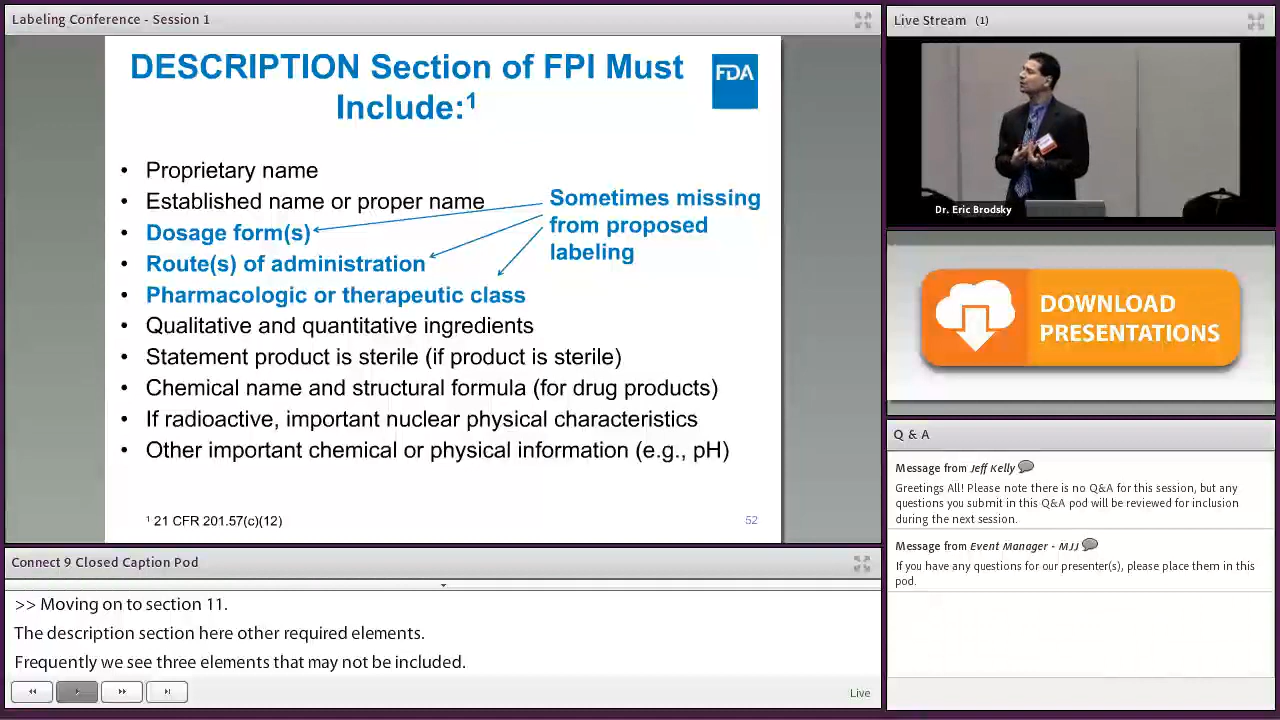 Labeling Conference - Session 1
DESCRIPTION Section of FPI Must
Include:¹
FDA
• Proprietary name
• Established name or proper name
• Dosage form(s)
• Route(s) of administration
• Pharmacologic or therapeutic class
• Qualitative and quantitative ingredients
• Statement product is sterile (if product is sterile)
• Chemical name and structural formula (for drug products)
• If radioactive, important nuclear physical characteristics
• Other important chemical or physical information (e.g., pH)
Sometimes missing
from proposed
labeling
¹ 21 CFR 201.57(c)(12)
52
Connect 9 Closed Caption Pod
>> Moving on to section 11.
The description section here other required elements.
Frequently we see three elements that may not be included.
Live
Live Stream (1)
Dr. Eric Brodsky
DOWNLOAD
PRESENTATIONS
Q & A
Message from Jeff Kelly
Greetings All! Please note there is no Q&A for this session, but any
questions you submit in this Q&A pod will be reviewed for inclusion
during the next session.
Message from Event Manager - MJJ
If you have any questions for our presenter(s), please place them in this
pod.